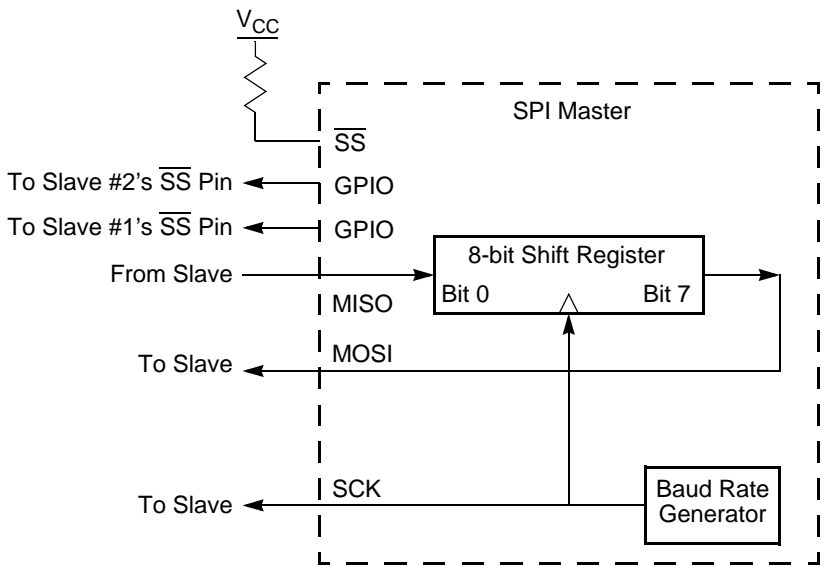 VCC
SPI Master
SS
To Slave #2's SS Pin
GPIO
To Slave #1's SS Pin
GPIO
From Slave
8-bit Shift Register
Bit 0
Bit 7
MISO
MOSI
To Slave
SCK
To Slave
Baud Rate
Generator